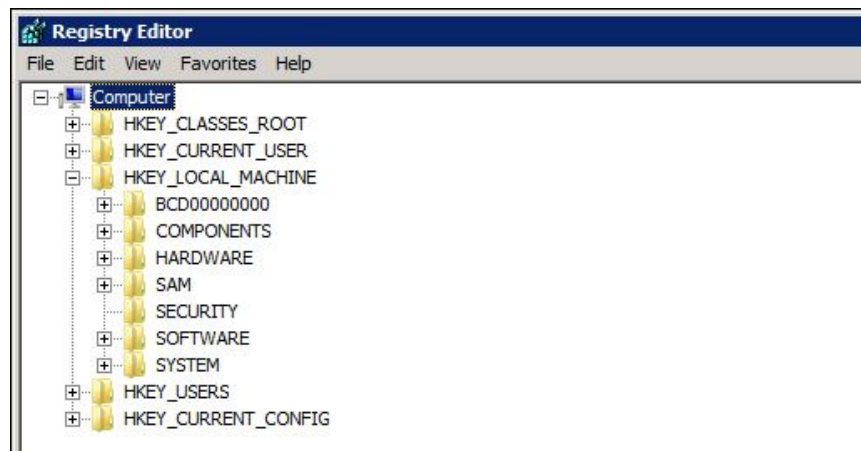 Registry Editor
File Edit View Favorites Help
Computer
HKEY_CLASSES_ROOT
HKEY_CURRENT_USER
HKEY_LOCAL_MACHINE
BCD00000000
COMPONENTS
HARDWARE
SAM
SECURITY
SOFTWARE
SYSTEM
HKEY_USERS
HKEY_CURRENT_CONFIG